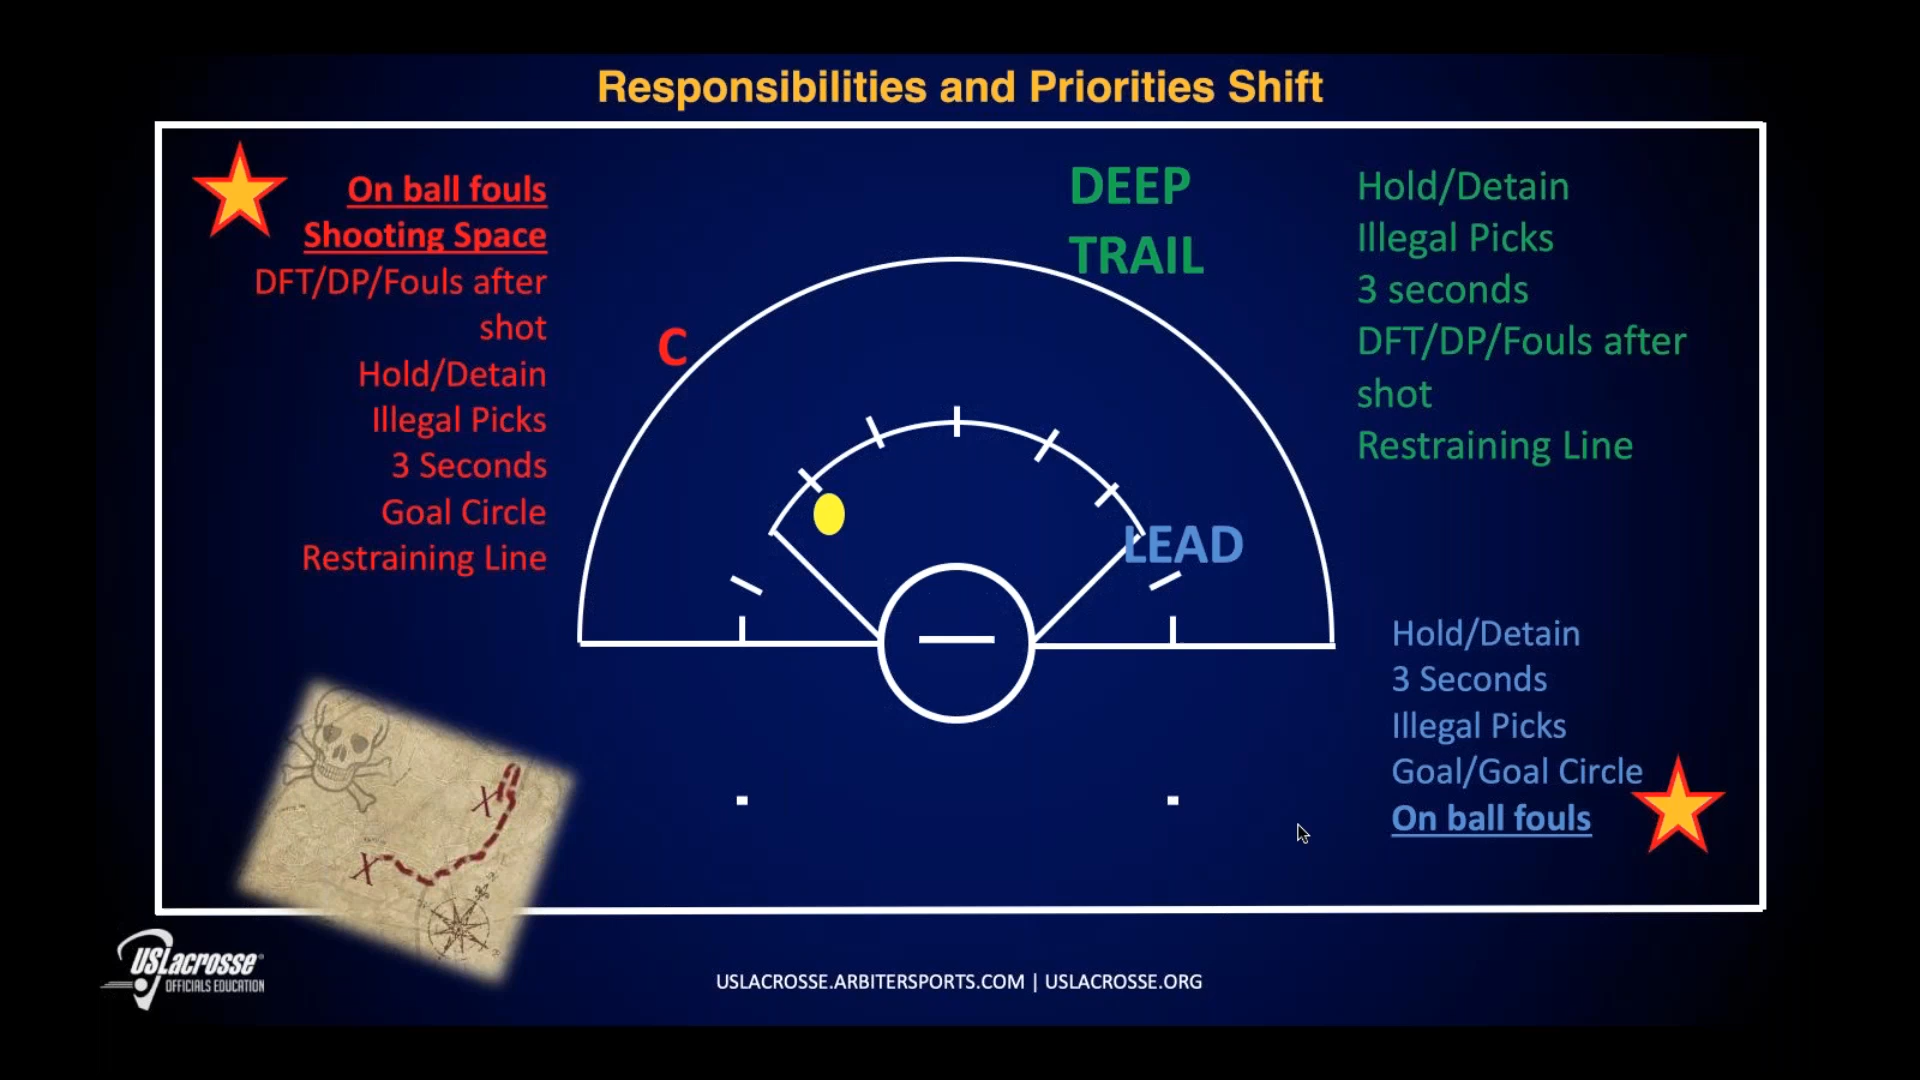 Responsibilities and Priorities Shift
On ball fouls
Shooting Space
DFT/DP/Fouls after
shot
Hold/Detain
Illegal Picks
3 Seconds
Goal Circle
Restraining Line
C
DEEP
TRAIL
LEAD
Hold/Detain
Illegal Picks
3 seconds
DFT/DP/Fouls after
shot
Restraining Line
Hold/Detain
3 Seconds
Illegal Picks
Goal/Goal Circle
On ball fouls
X
X
USLacrosse
OFFICIALS EDUCATION
USLACROSSE.ARBITERSPORTS.COM | USLACROSSE.ORG